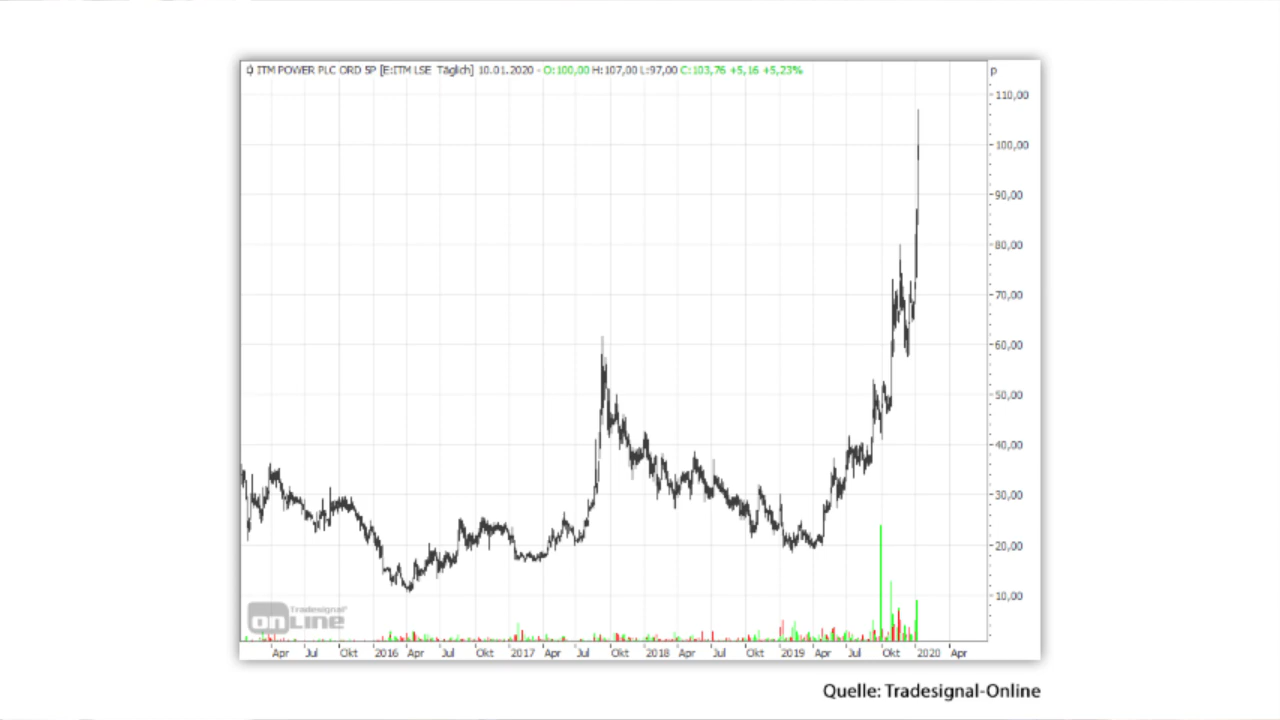 ITM POWER PLC ORD 5P [E:ITM LSE Täglich] 10.01.2020 - O:100,00 H:107,00 L:97,00 C:103,76 +5,16 +5,23%
p
110,00
100,00
90,00
80,00
70,00
60,00
50,00
40,00
30,00
20,00
10,00
Tradesignal®
onLine
Apr Jul Okt 2016 Apr Jul Okt 2017 Apr Jul Okt 2018 Apr Jul Okt 2019 Apr Jul Okt 2020 Apr
Quelle: Tradesignal-Online